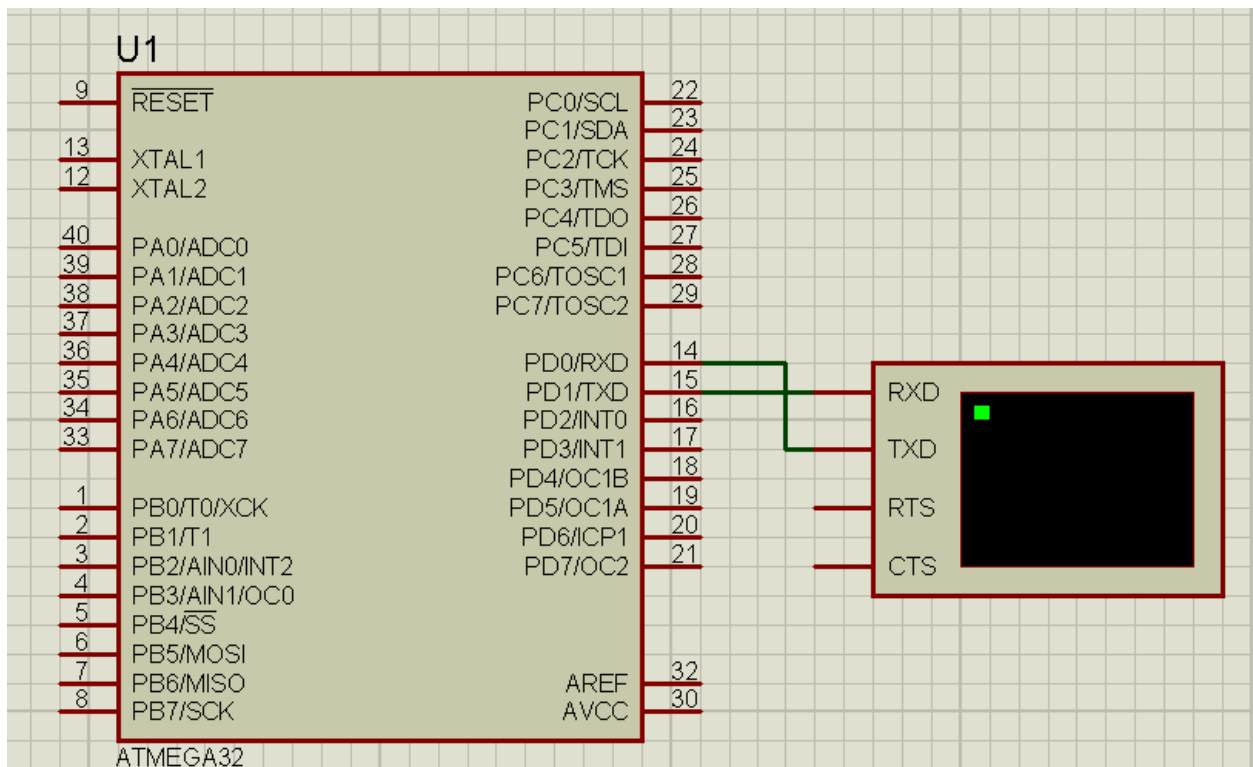 U1
9 RESET
13 XTAL1
12 XTAL2
40 PA0/ADC0
39 PA1/ADC1
38 PA2/ADC2
37 PA3/ADC3
36 PA4/ADC4
35 PA5/ADC5
34 PA6/ADC6
33 PA7/ADC7
1 PB0/T0/XCK
2 PB1/T1
3 PB2/AIN0/INT2
4 PB3/AIN1/OC0
5 PB4/SS
6 PB5/MOSI
7 PB6/MISO
8 PB7/SCK
PC0/SCL 22
PC1/SDA 23
PC2/TCK 24
PC3/TMS 25
PC4/TDO 26
PC5/TDI 27
PC6/TOSC1 28
PC7/TOSC2 29
PD0/RXD 14
PD1/TXD 15
PD2/INT0 16
PD3/INT1 17
PD4/OC1B 18
PD5/OC1A 19
PD6/ICP1 20
PD7/OC2 21
AREF 32
AVCC 30
ATMEGA32
RXD
TXD
RTS
CTS